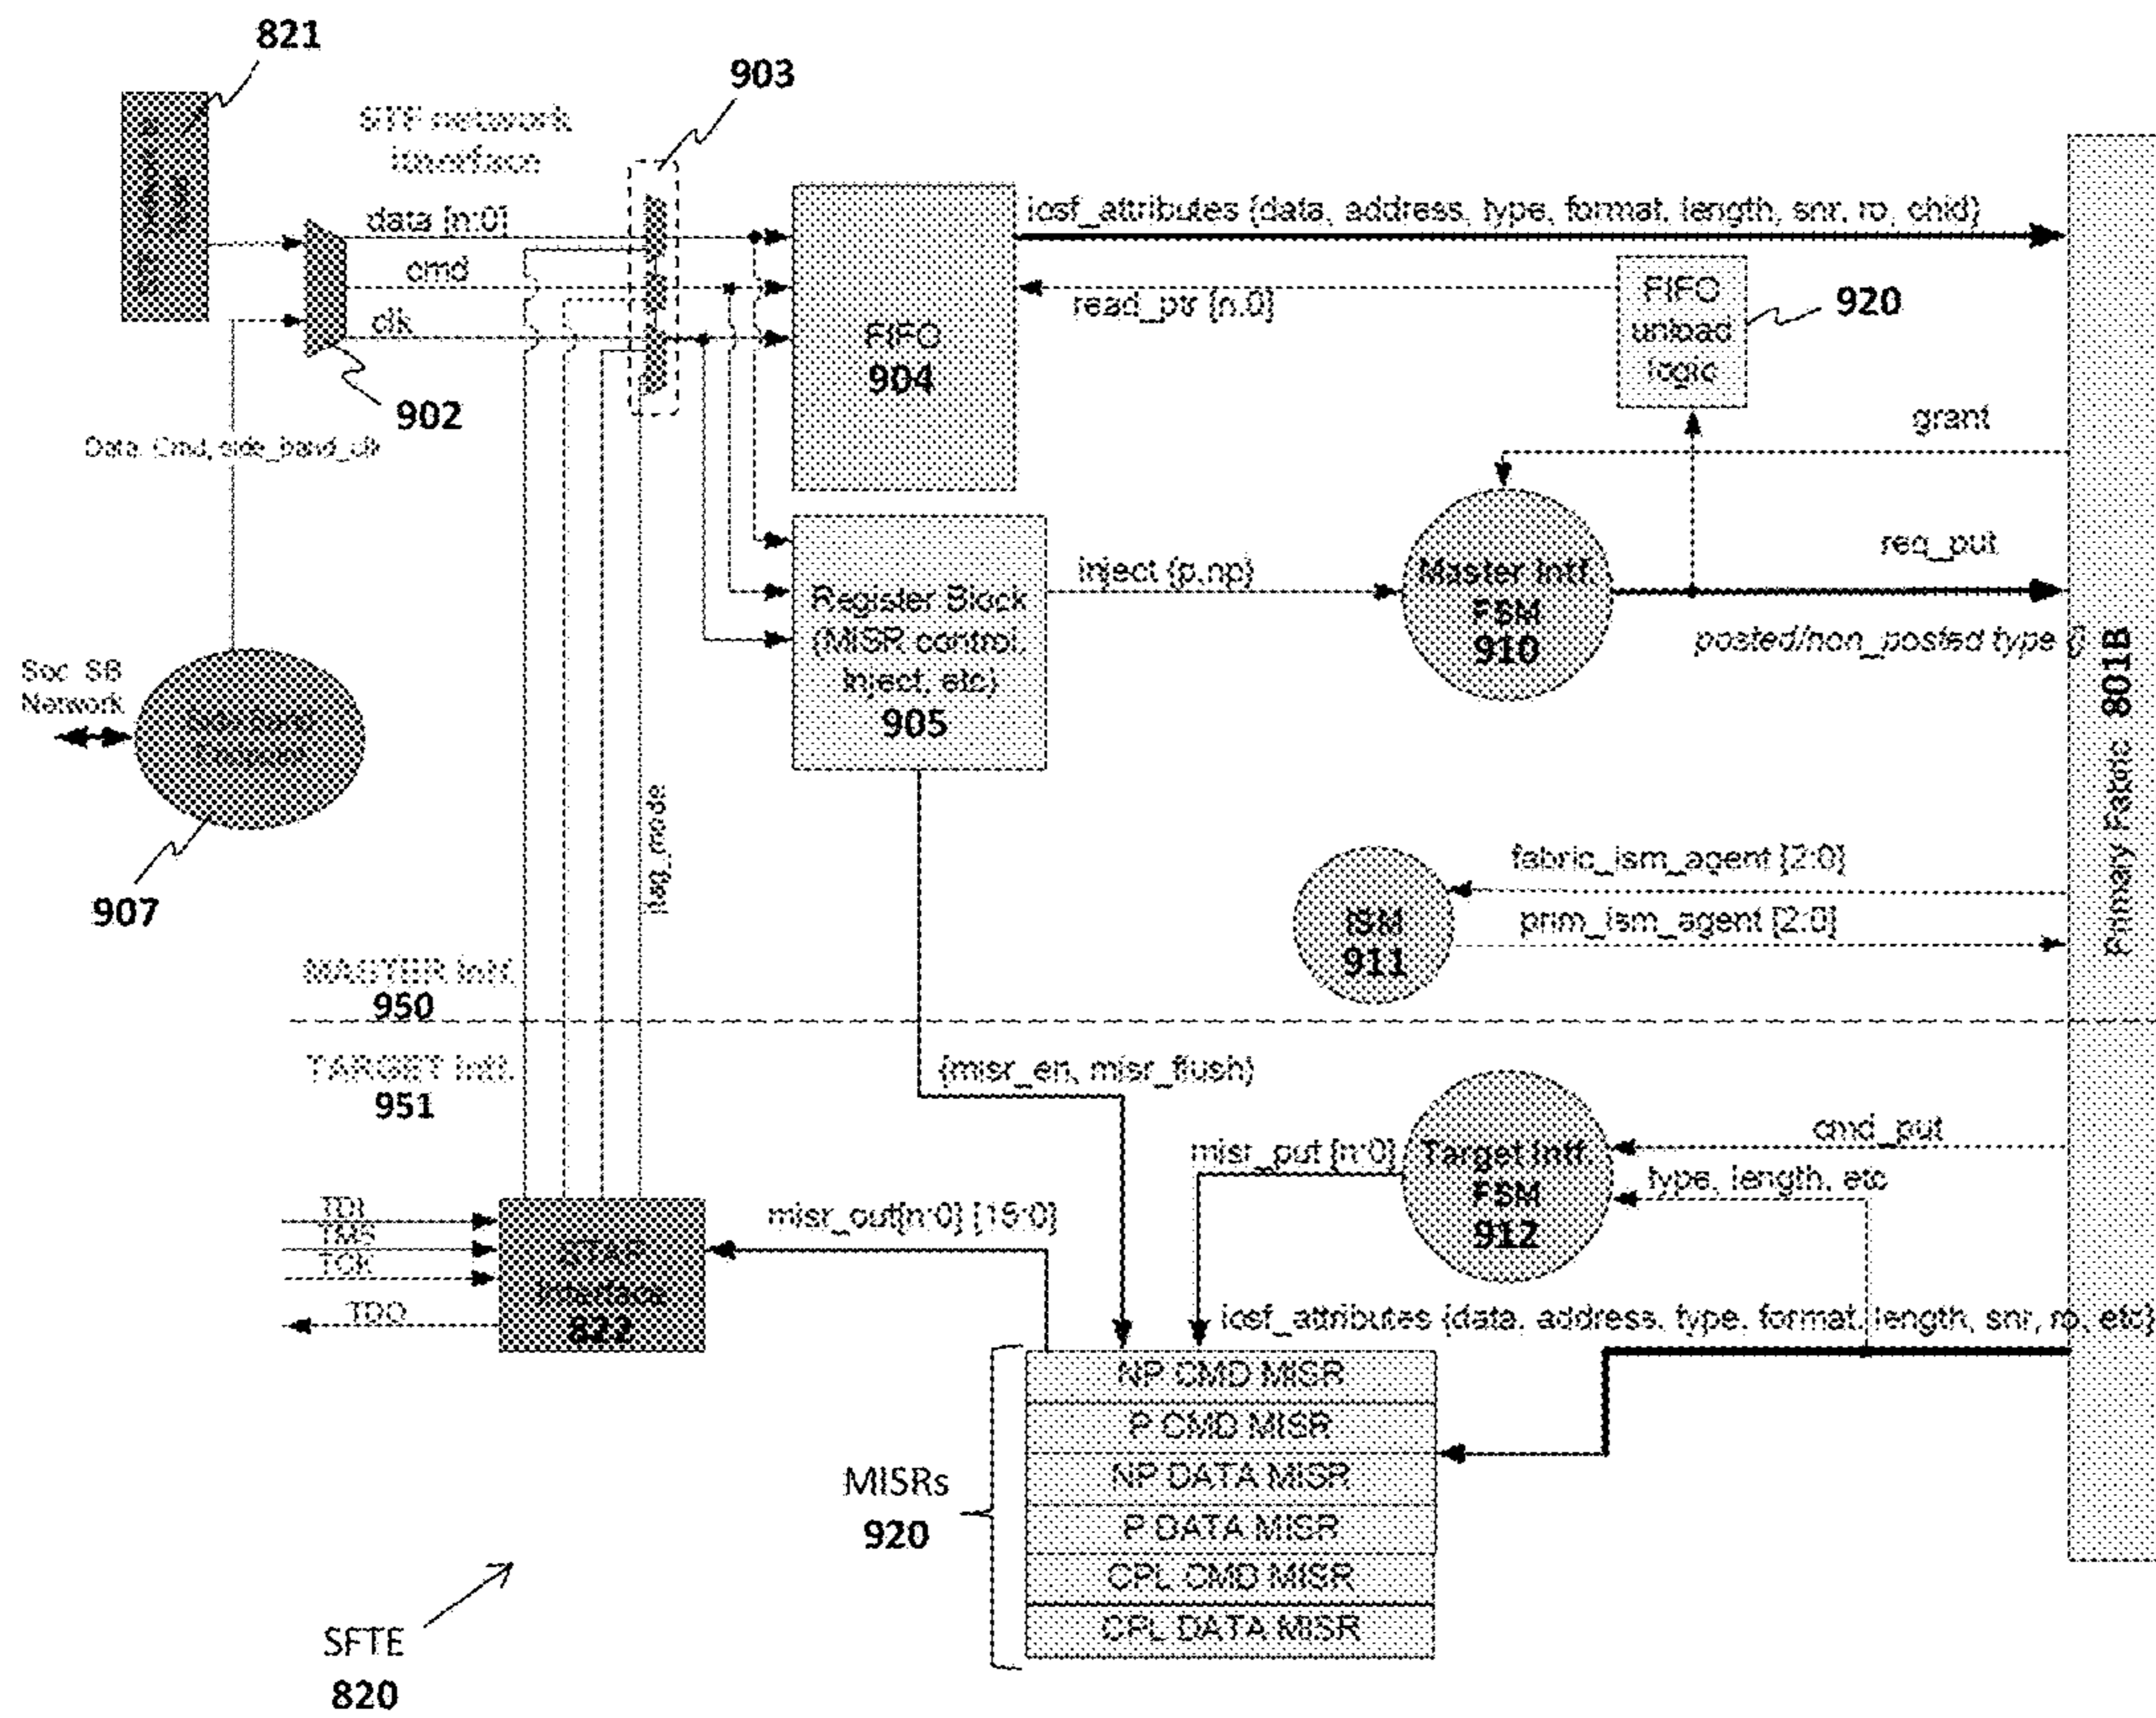 821
903
STF network
interface
data [n:0]
cmd
clk
902
Data, Cmd, side_band_clk
FIFO
904
iosf_attributes {data, address, type, format, length, snr, ro, chid}
read_ptr [n:0]
FIFO
unload
logic
920
grant
Register Block
(MISR control,
Inject, etc)
905
inject {p,np}
Master Intf
FSM
910
req_put
posted/non_posted type {}
Primary Fabric 801B
Soc SB
Network
907
jtag_mode
fabric_ism_agent [2:0]
prim_ism_agent [2:0]
ISM
911
MASTER Intf.
950
TARGET Intf.
951
{misr_en, misr_flush}
misr_put [n:0]
Target Intf
FSM
912
cmd_put
type, length, etc
TDI
TMS
TCK
TDO
STAP
Interface
822
misr_out[n:0] [15:0]
iosf_attributes {data, address, type, format, length, snr, ro, etc}
NP CMD MISR
P CMD MISR
NP DATA MISR
P DATA MISR
CPL CMD MISR
CPL DATA MISR
MISRs
920
SFTE
820